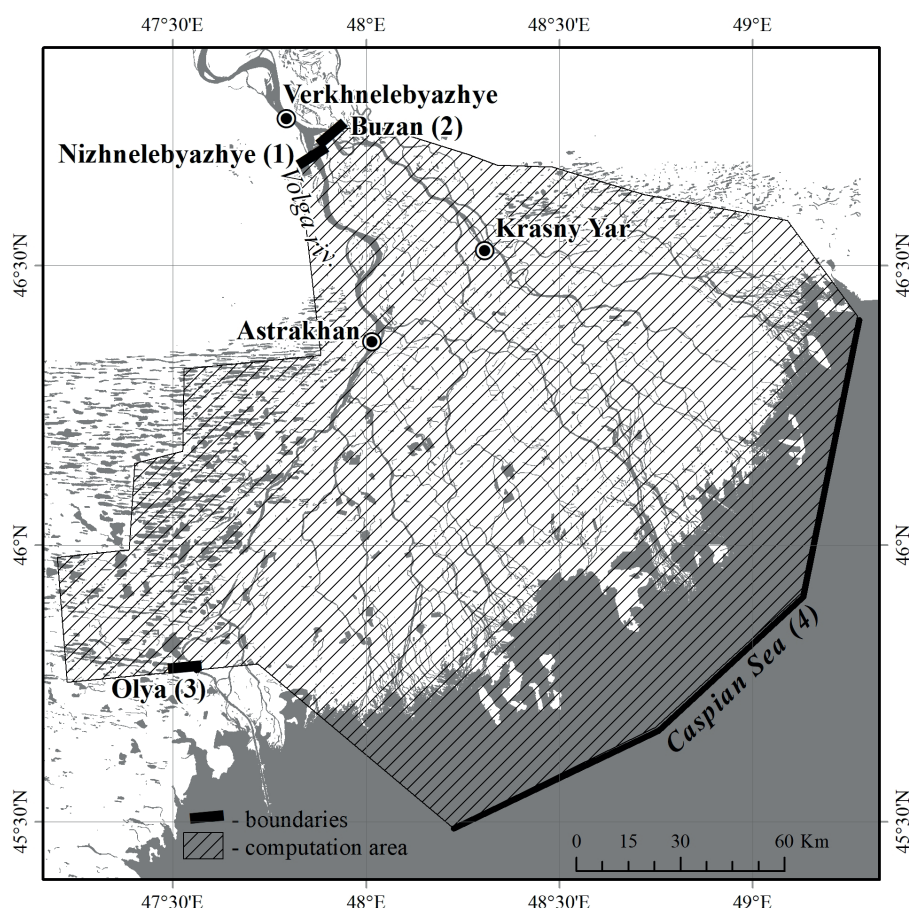 47°30'E 48°E 48°30'E 49°E
Verkhnelebyazhye
Buzan (2)
Nizhnelebyazhye (1)
Volga riv.
Krasny Yar
46°30'N 46°30'N
Astrakhan
46°N 46°N
Caspian Sea (4)
Olya (3)
- boundaries
- computation area
45°30'N 45°30'N
0 15 30 60 Km
47°30'E 48°E 48°30'E 49°E